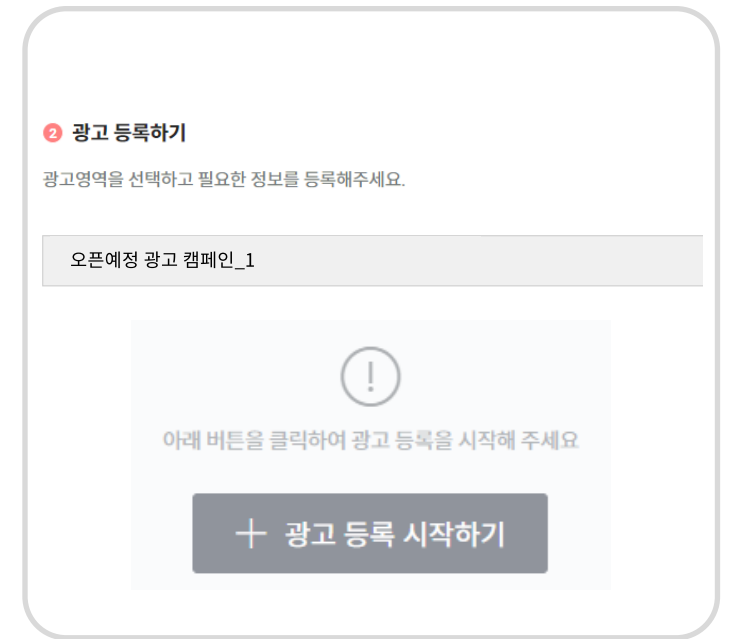 2 광고 등록하기
광고영역을 선택하고 필요한 정보를 등록해주세요.
오픈예정 광고 캠페인_1
!
아래 버튼을 클릭하여 광고 등록을 시작해 주세요
+ 광고 등록 시작하기